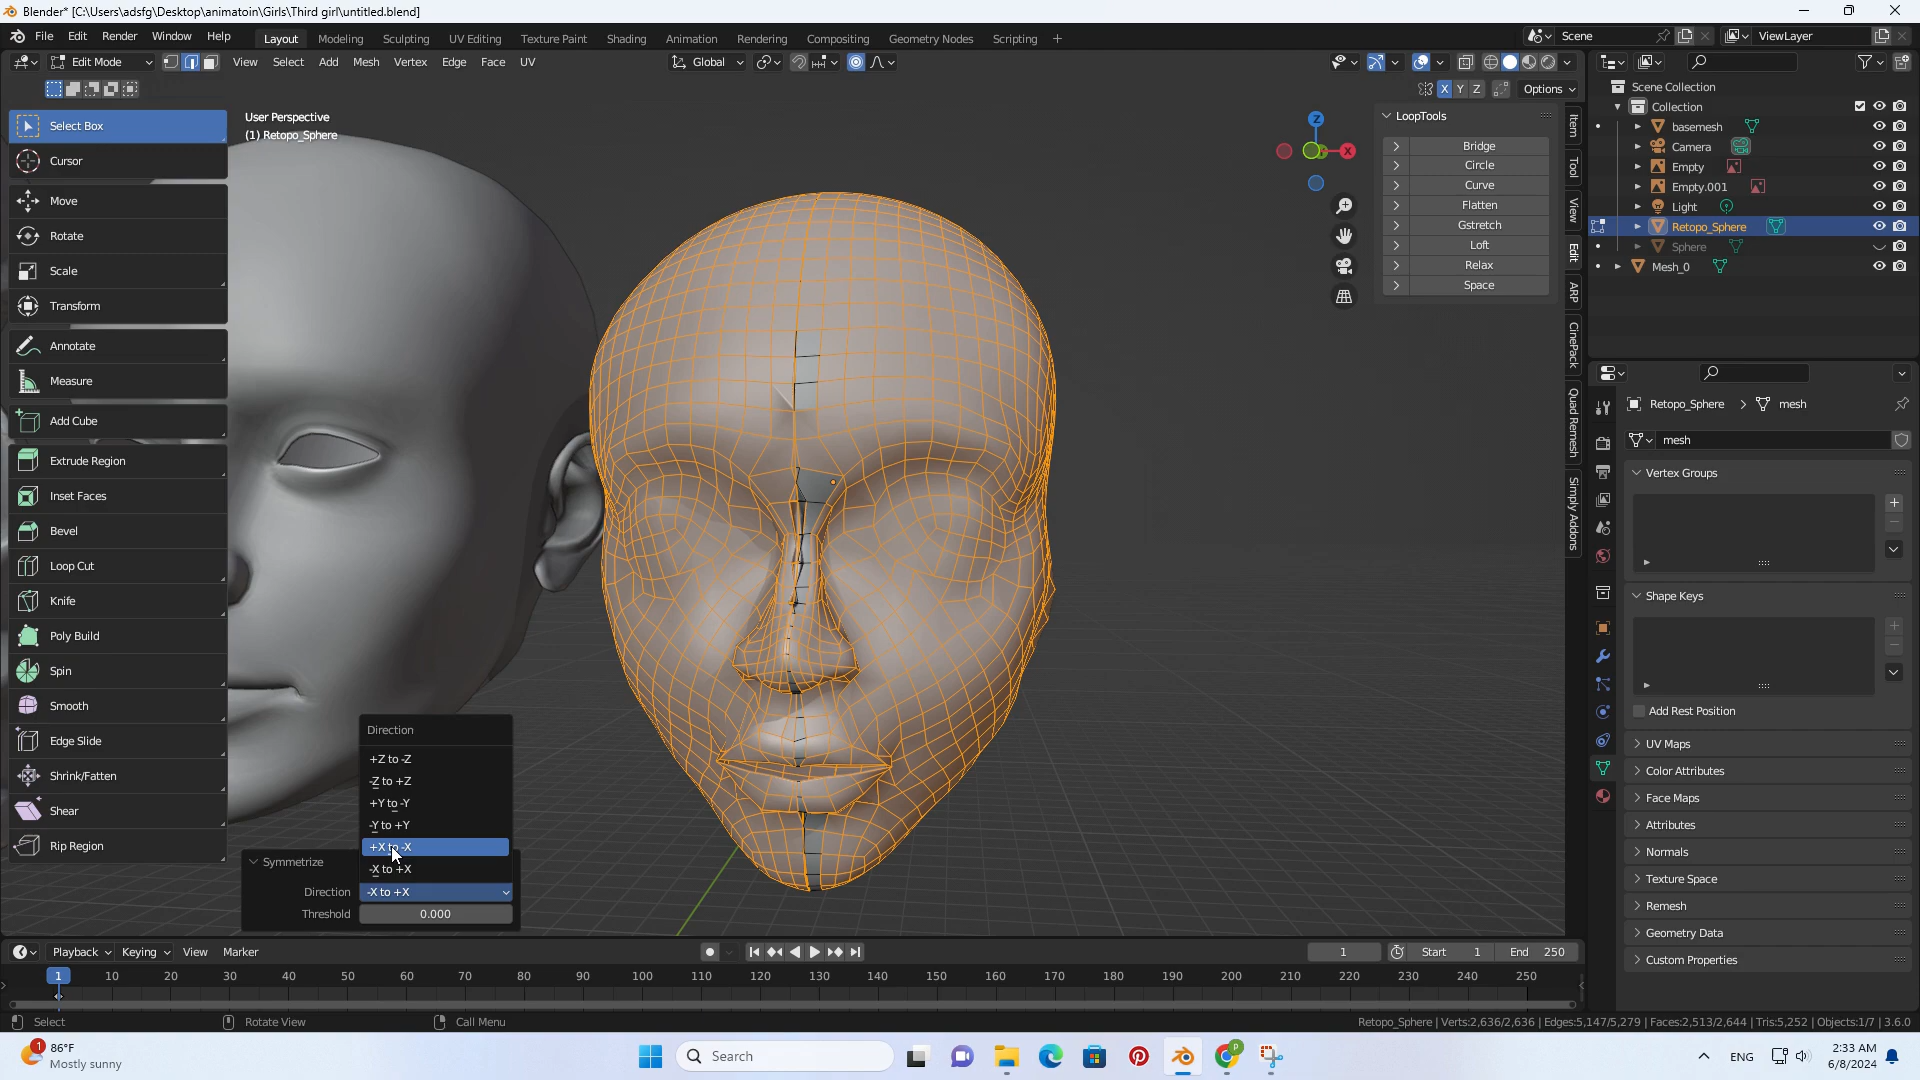 Blender* [C:\Users\adsfg\Desktop\animatoin\Girls\Third girl\untitled.blend]
File Edit Render Window Help
Layout Modeling Sculpting UV Editing Texture Paint Shading Animation Rendering Compositing Geometry Nodes Scripting +
Scene
ViewLayer
Edit Mode
View Select Add Mesh Vertex Edge Face UV
Global
X Y Z
Options
Select Box
Cursor
Move
Rotate
Scale
Transform
Annotate
Measure
Add Cube
Extrude Region
Inset Faces
Bevel
Loop Cut
Knife
Poly Build
Spin
Smooth
Edge Slide
Shrink/Fatten
Shear
Rip Region
User Perspective
(1) Retopo_Sphere
Z
X
LoopTools
Bridge
Circle
Curve
Flatten
Gstretch
Loft
Relax
Space
Item
Tool
View
Edit
ARP
CinePack
Quad Remesh
Simply Addons
Direction
+Z to -Z
-Z to +Z
+Y to -Y
-Y to +Y
+X to -X
-X to +X
Symmetrize
Direction -X to +X
Threshold 0.000
Scene Collection
Collection
basemesh
Camera
Empty
Empty.001
Light
Retopo_Sphere
Sphere
Mesh_0
Retopo_Sphere > mesh
mesh
Vertex Groups
Shape Keys
Add Rest Position
UV Maps
Color Attributes
Face Maps
Attributes
Normals
Texture Space
Remesh
Geometry Data
Custom Properties
Playback Keying View Marker
1
Start 1
End 250
1 10 20 30 40 50 60 70 80 90 100 110 120 130 140 150 160 170 180 190 200 210 220 230 240 250
Select
Rotate View
Call Menu
Retopo_Sphere | Verts:2,636/2,636 | Edges:5,147/5,279 | Faces:2,513/2,644 | Tris:5,252 | Objects:1/7 | 3.6.0
1
86°F
Mostly sunny
Search
P
ENG
2:33 AM
6/8/2024